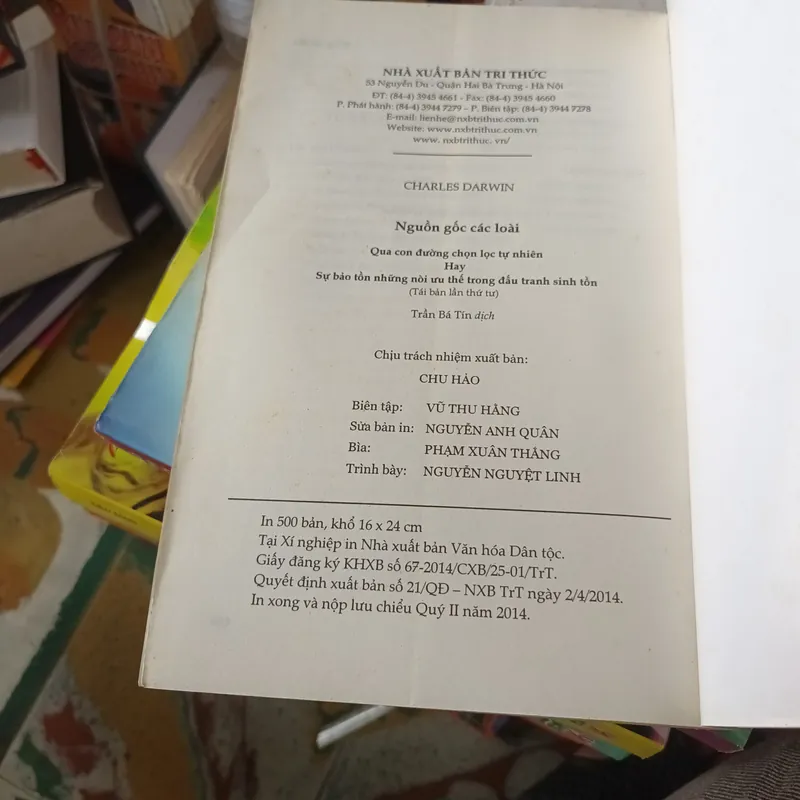 NHÀ XUẤT BẢN TRI THỨC
53 Nguyễn Du - Quận Hai Bà Trưng - Hà Nội
ĐT: (84-4) 3945 4661 - Fax: (84-4) 3945 4660
P. Phát hành: (84-4) 3944 7279 – P. Biên tập: (84-4) 3944 7278
E-mail: lienhe@nxbtrithuc.com.vn
Website: www.nxbtrithuc.com.vn
www. nxbtrithuc. vn/
CHARLES DARWIN
Nguồn gốc các loài
Qua con đường chọn lọc tự nhiên
Hay
Sự bảo tồn những nòi ưu thế trong đấu tranh sinh tồn
(Tái bản lần thứ tư)
Trần Bá Tín dịch
Chịu trách nhiệm xuất bản:
CHU HẢO
Biên tập: VŨ THU HẰNG
Sửa bản in: NGUYỄN ANH QUÂN
Bìa: PHẠM XUÂN THẮNG
Trình bày: NGUYỄN NGUYỆT LINH
In 500 bản, khổ 16 x 24 cm
Tại Xí nghiệp in Nhà xuất bản Văn hóa Dân tộc.
Giấy đăng ký KHXB số 67-2014/CXB/25-01/TrT.
Quyết định xuất bản số 21/QĐ – NXB TrT ngày 2/4/2014.
In xong và nộp lưu chiểu Quý II năm 2014.